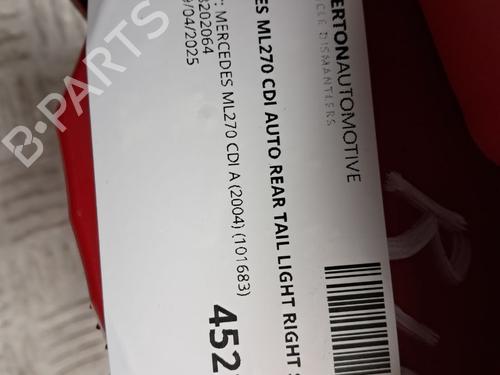 ERTONAUTOMOTIVE
CLE DISMANTLERS
ES ML270 CDI AUTO REAR TAIL LIGHT RIGHT S
: MERCEDES ML270 CDI A (2004) (101683)
202064
/04/2025
452
R
B-PARTS